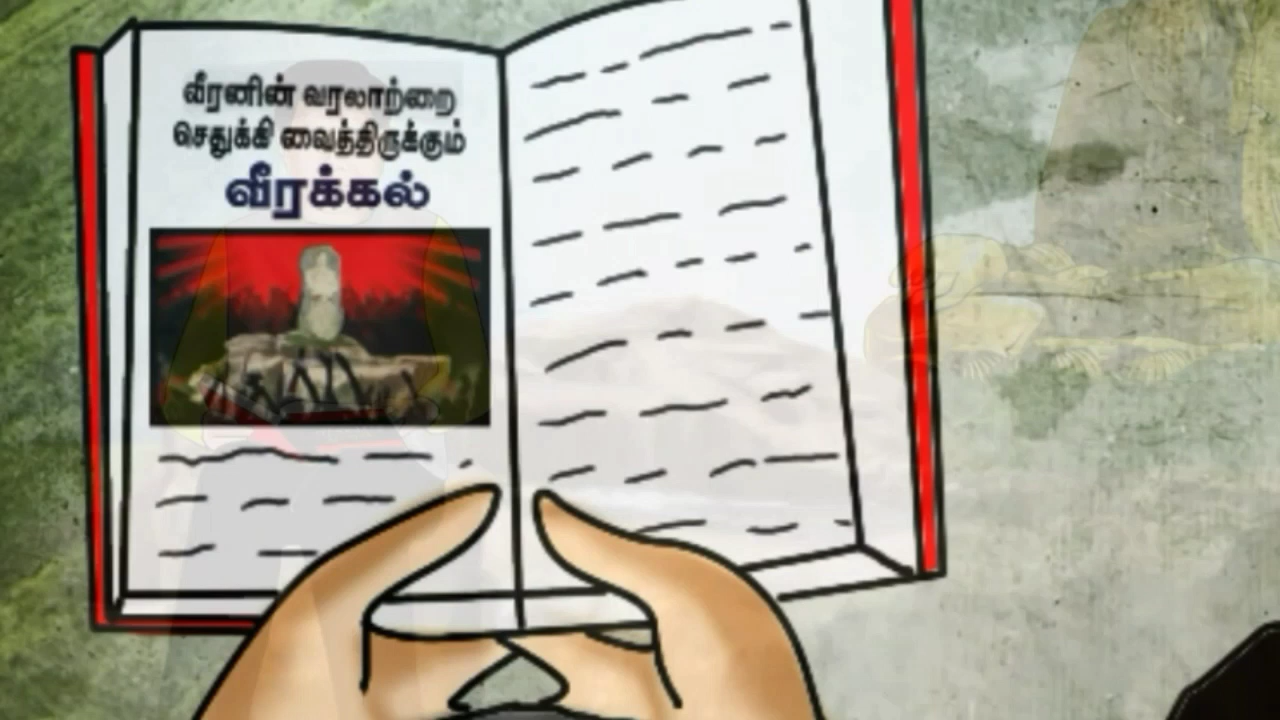 வீரனின் வரலாற்றை
செதுக்கி வைத்திருக்கும்
வீரக்கல்